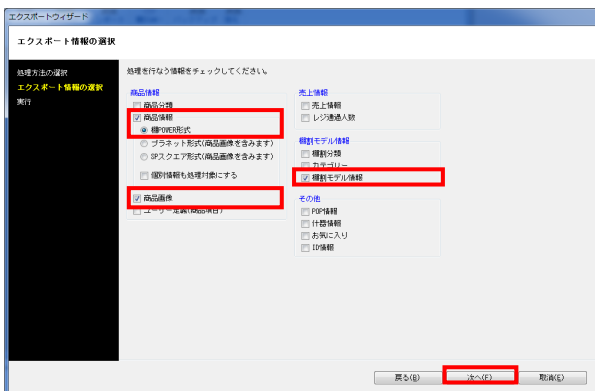 エクスポートウィザード
エクスポート情報の選択
処理方法の選択
エクスポート情報の選択
実行
処理を行なう情報をチェックしてください。
商品情報
商品分類
商品情報
棚POWER形式
プラネット形式(商品画像を含みます)
SPスクエア形式(商品画像を含みます)
個別情報も処理対象にする
商品画像
ユーザー定義(商品項目)
売上情報
売上情報
レジ通過人数
棚割モデル情報
棚割分類
カテゴリー
棚割モデル情報
その他
POP情報
什器情報
お気に入り
ID情報
戻る(B)
次へ(F)
取消(E)